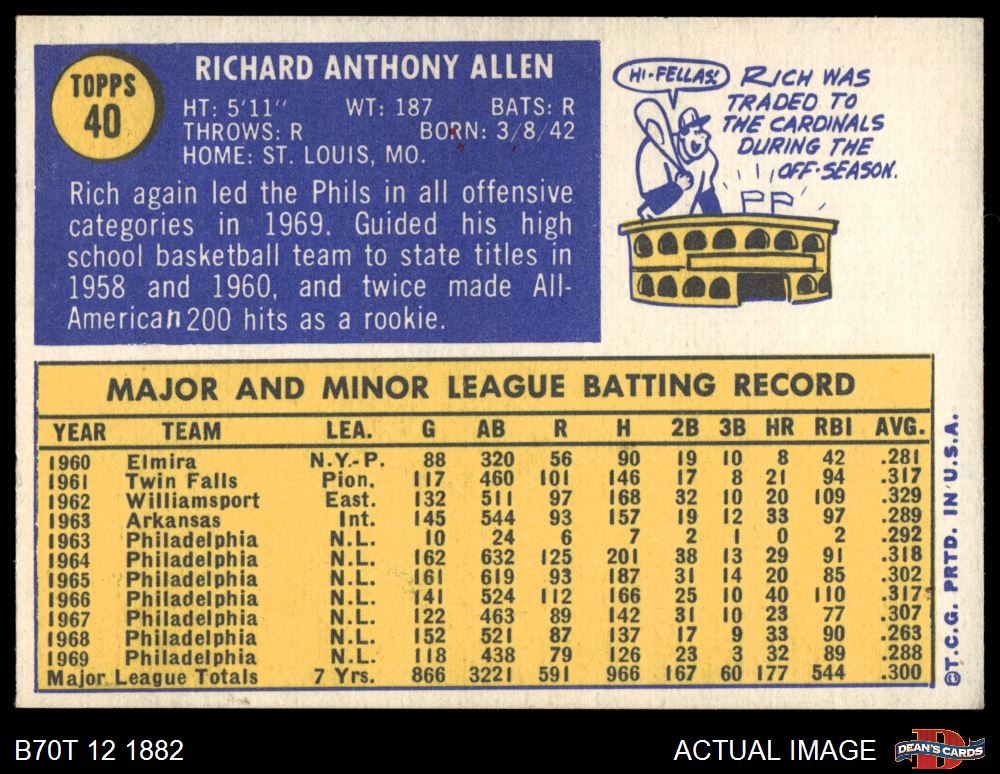 TOPPS
40
RICHARD ANTHONY ALLEN
HT: 5'11" WT: 187 BATS: R
THROWS: R BORN: 3/8/42
HOME: ST. LOUIS, MO.
Rich again led the Phils in all offensive
categories in 1969. Guided his high
school basketball team to state titles in
1958 and 1960, and twice made All-
American 200 hits as a rookie.
HI-FELLAS!
RICH WAS
TRADED TO
THE CARDINALS
DURING THE
OFF-SEASON.
MAJOR AND MINOR LEAGUE BATTING RECORD
YEAR TEAM LEA. G AB R H 2B 3B HR RBI AVG.
1960 Elmira N.Y.-P. 88 320 56 90 19 10 8 42 .281
1961 Twin Falls Pion. 117 460 101 146 17 8 21 94 .317
1962 Williamsport East. 132 511 97 168 32 10 20 109 .329
1963 Arkansas Int. 145 544 93 157 19 12 33 97 .289
1963 Philadelphia N.L. 10 24 6 7 2 1 0 2 .292
1964 Philadelphia N.L. 162 632 125 201 38 13 29 91 .318
1965 Philadelphia N.L. 161 619 93 187 31 14 20 85 .302
1966 Philadelphia N.L. 141 524 112 166 25 10 40 110 .317
1967 Philadelphia N.L. 122 463 89 142 31 10 23 77 .307
1968 Philadelphia N.L. 152 521 87 137 17 9 33 90 .263
1969 Philadelphia N.L. 118 438 79 126 23 3 32 89 .288
Major League Totals 7 Yrs. 866 3221 591 966 167 60 177 544 .300
©T.C.G. PRTD. IN U.S.A.
B70T 12 1882
ACTUAL IMAGE
DEAN'S CARDS